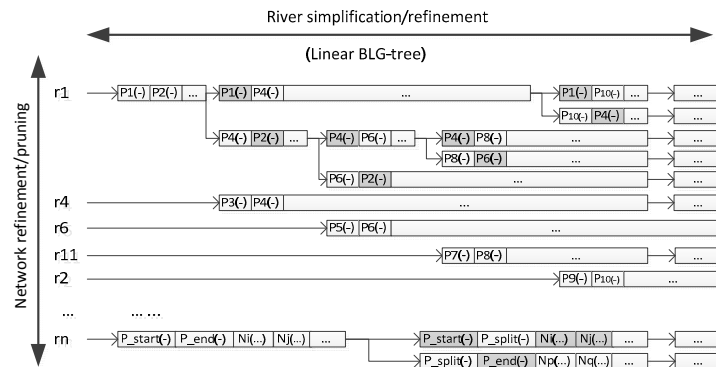 River simplification/refinement
(Linear BLG-tree)
Network refinement/pruning
r1 P1(-) P2(-) ... P1(-) P4(-) ... P1(-) P10(-) ... ...
P10(-) P4(-) ... ...
P4(-) P2(-) ... P4(-) P6(-) ... P4(-) P8(-) ... ...
P8(-) P6(-) ... ...
P6(-) P2(-) ... ...
r4 P3(-) P4(-) ... ...
r6 P5(-) P6(-) ...
r11 P7(-) P8(-) ... ...
r2 P9(-) P10(-) ...
... ... ...
rn P_start(-) P_end(-) Ni(...) Nj(...) ... P_start(-) P_split(-) Ni(...) Nj(...) ... ...
P_split(-) P_end(-) Np(...) Nq(...) ... ...